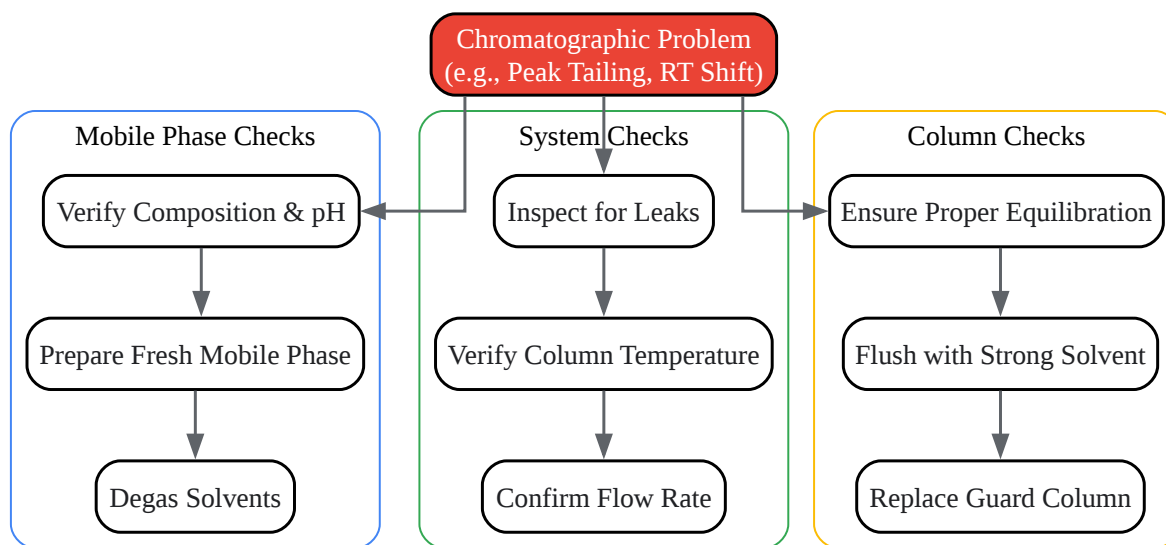 Chromatographic Problem
(e.g., Peak Tailing, RT Shift)
Mobile Phase Checks
Verify Composition & pH
Prepare Fresh Mobile Phase
Degas Solvents
System Checks
Inspect for Leaks
Verify Column Temperature
Confirm Flow Rate
Column Checks
Ensure Proper Equilibration
Flush with Strong Solvent
Replace Guard Column